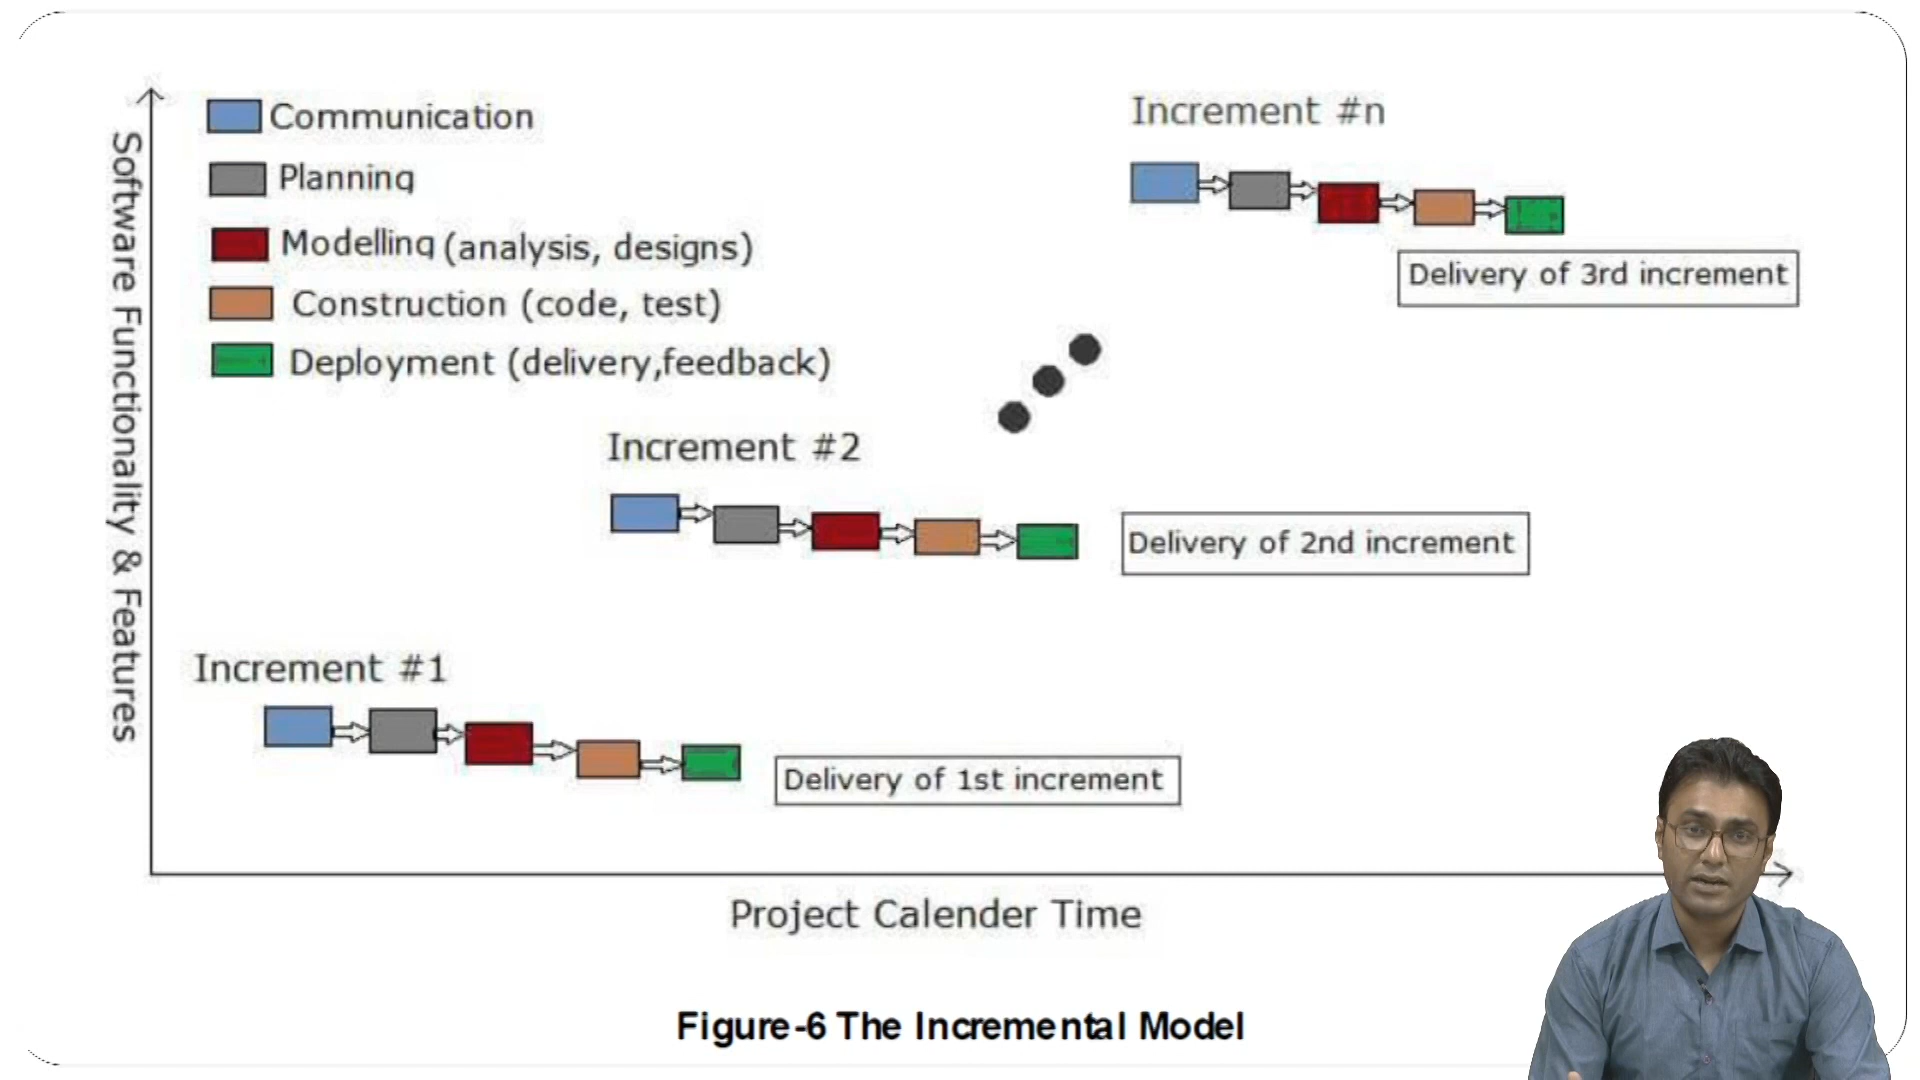 Communication
Planning
Modelling (analysis, designs)
Construction (code, test)
Deployment (delivery,feedback)
Increment #n
Delivery of 3rd increment
Increment #2
Delivery of 2nd increment
Increment #1
Delivery of 1st increment
Software Functionality & Features
Project Calender Time
Figure-6 The Incremental Model